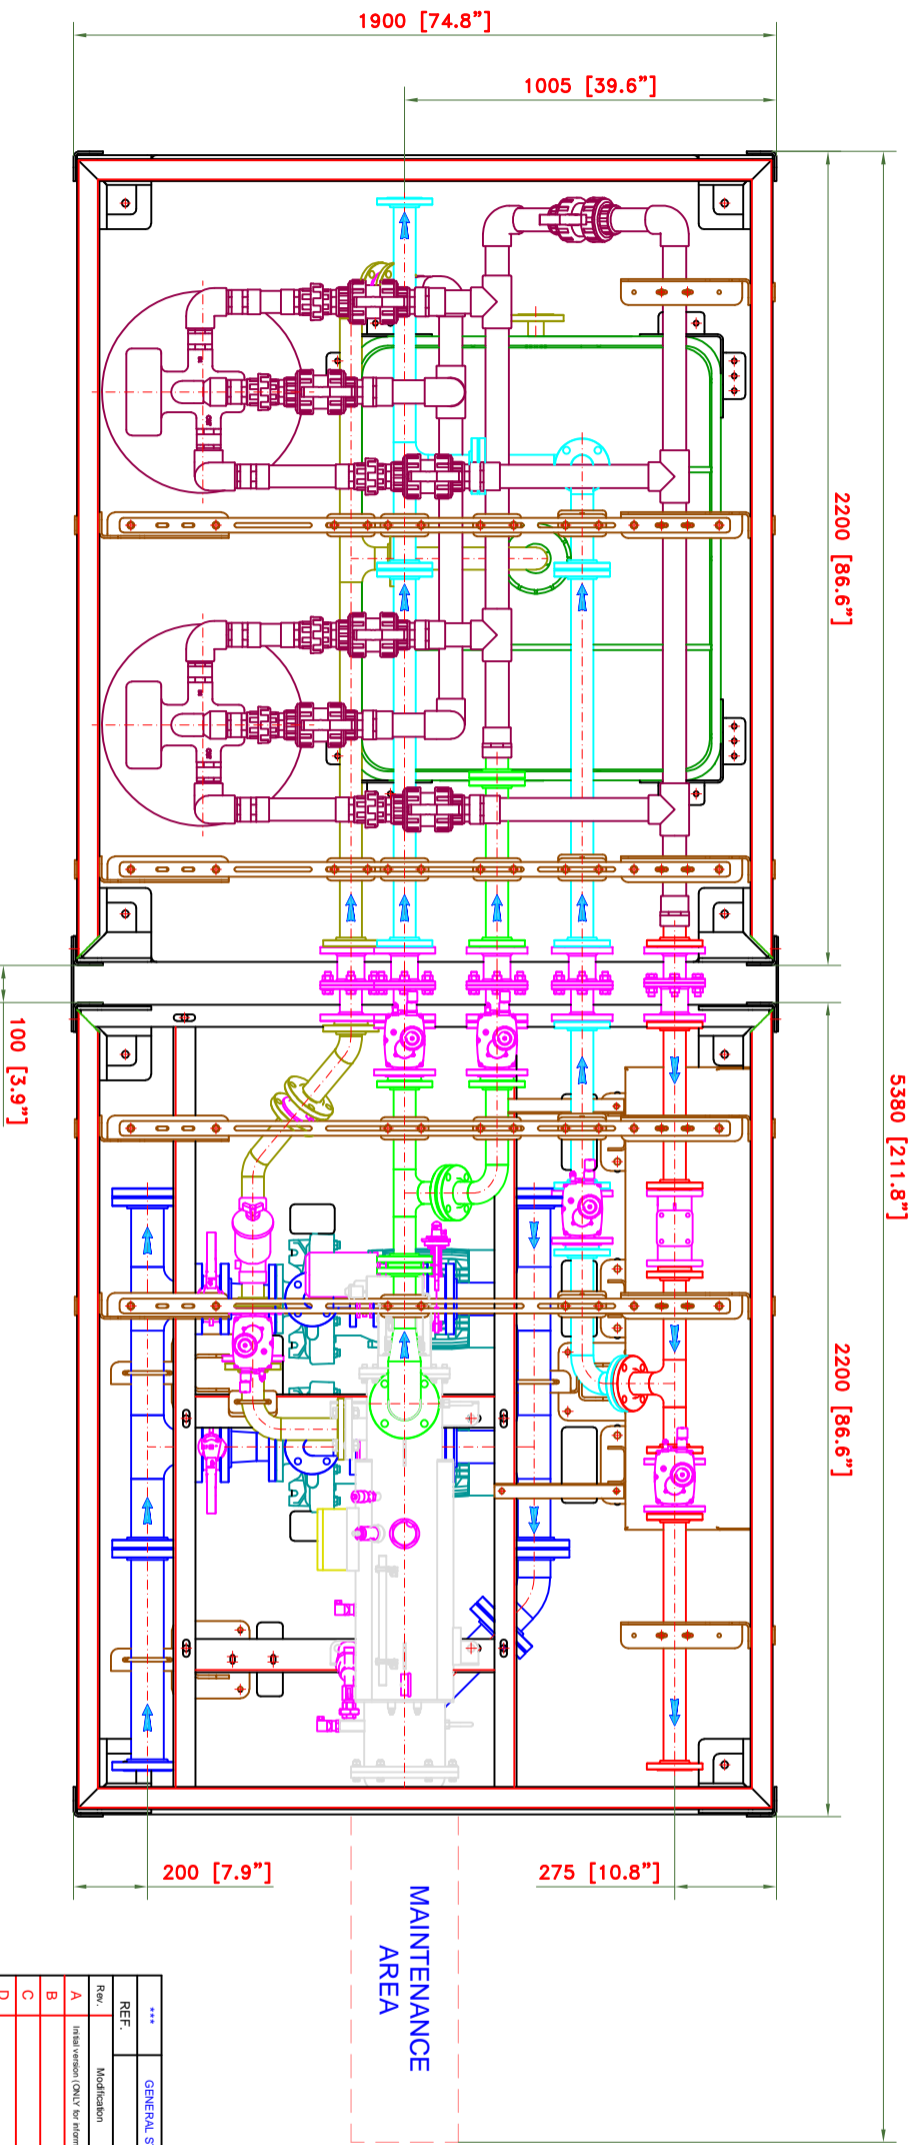 1900 [74.8"]
1005 [39.6"]
2200 [86.6"]
5380 [211.8"]
100 [3.9"]
2200 [86.6"]
200 [7.9"]
275 [10.8"]
MAINTENANCE
AREA
*** GENERAL
REF.
Rev. Modification
A Initial version (ONLY for
B
C
D